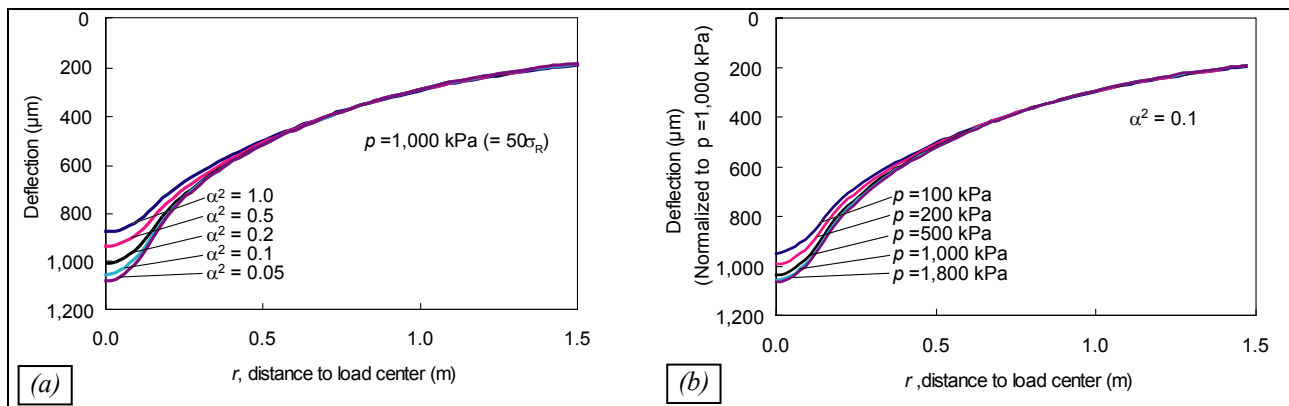 0
200
400
600
800
1,000
1,200
Deflection (µm)
p =1,000 kPa (= 50σR)
α² = 1.0
α² = 0.5
α² = 0.2
α² = 0.1
α² = 0.05
0.0
0.5
1.0
1.5
r, distance to load center (m)
(a)
0
200
400
600
800
1,000
1,200
Deflection (µm)
(Normalized to p =1,000 kPa)
α² = 0.1
p =100 kPa
p =200 kPa
p =500 kPa
p =1,000 kPa
p =1,800 kPa
0.0
0.5
1.0
1.5
r ,distance to load center (m)
(b)